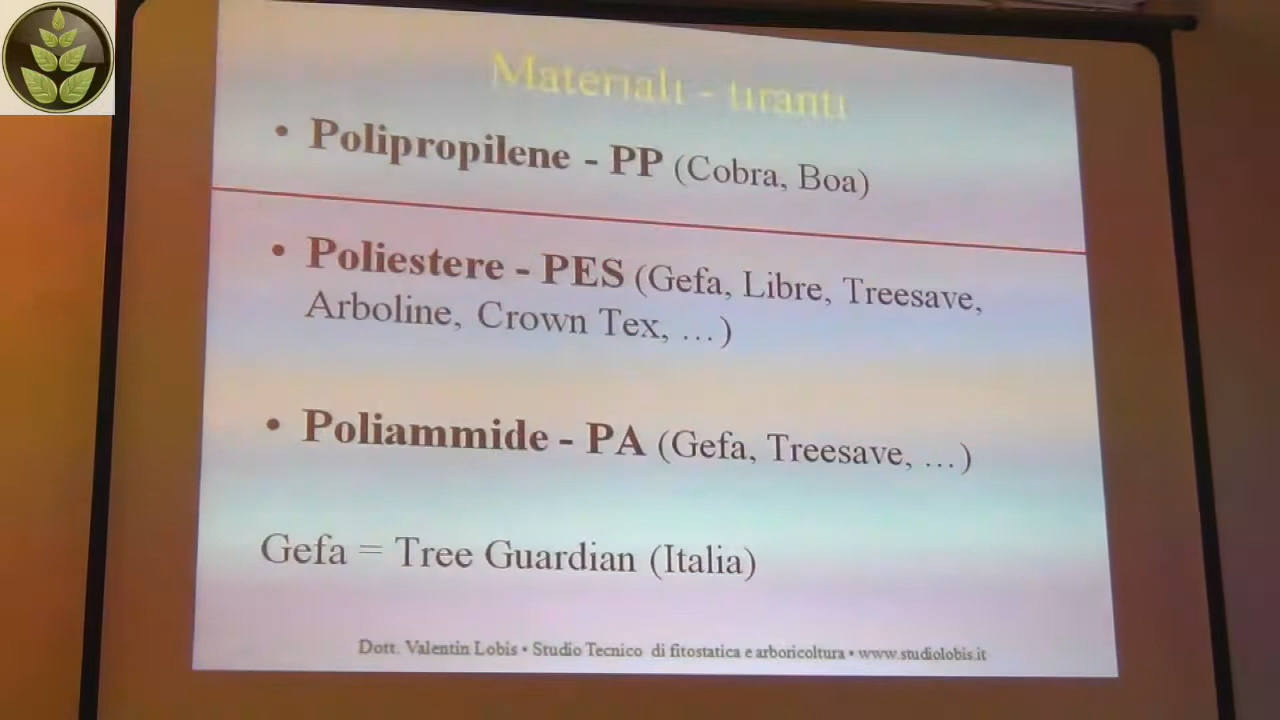 Materiali - tiranti
• Polipropilene - PP (Cobra, Boa)
• Poliestere - PES (Gefa, Libre, Treesave,
Arboline, Crown Tex, …)
• Poliammide - PA (Gefa, Treesave, …)
Gefa = Tree Guardian (Italia)
Dott. Valentin Lobis • Studio Tecnico di fitostatica e arboricoltura • www.studiolobis.it